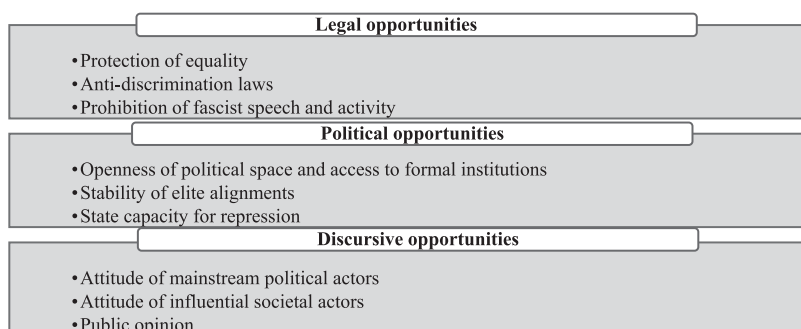 Legal opportunities
•Protection of equality
•Anti-discrimination laws
•Prohibition of fascist speech and activity
Political opportunities
•Openness of political space and access to formal institutions
•Stability of elite alignments
•State capacity for repression
Discursive opportunities
•Attitude of mainstream political actors
•Attitude of influential societal actors
•Public opinion